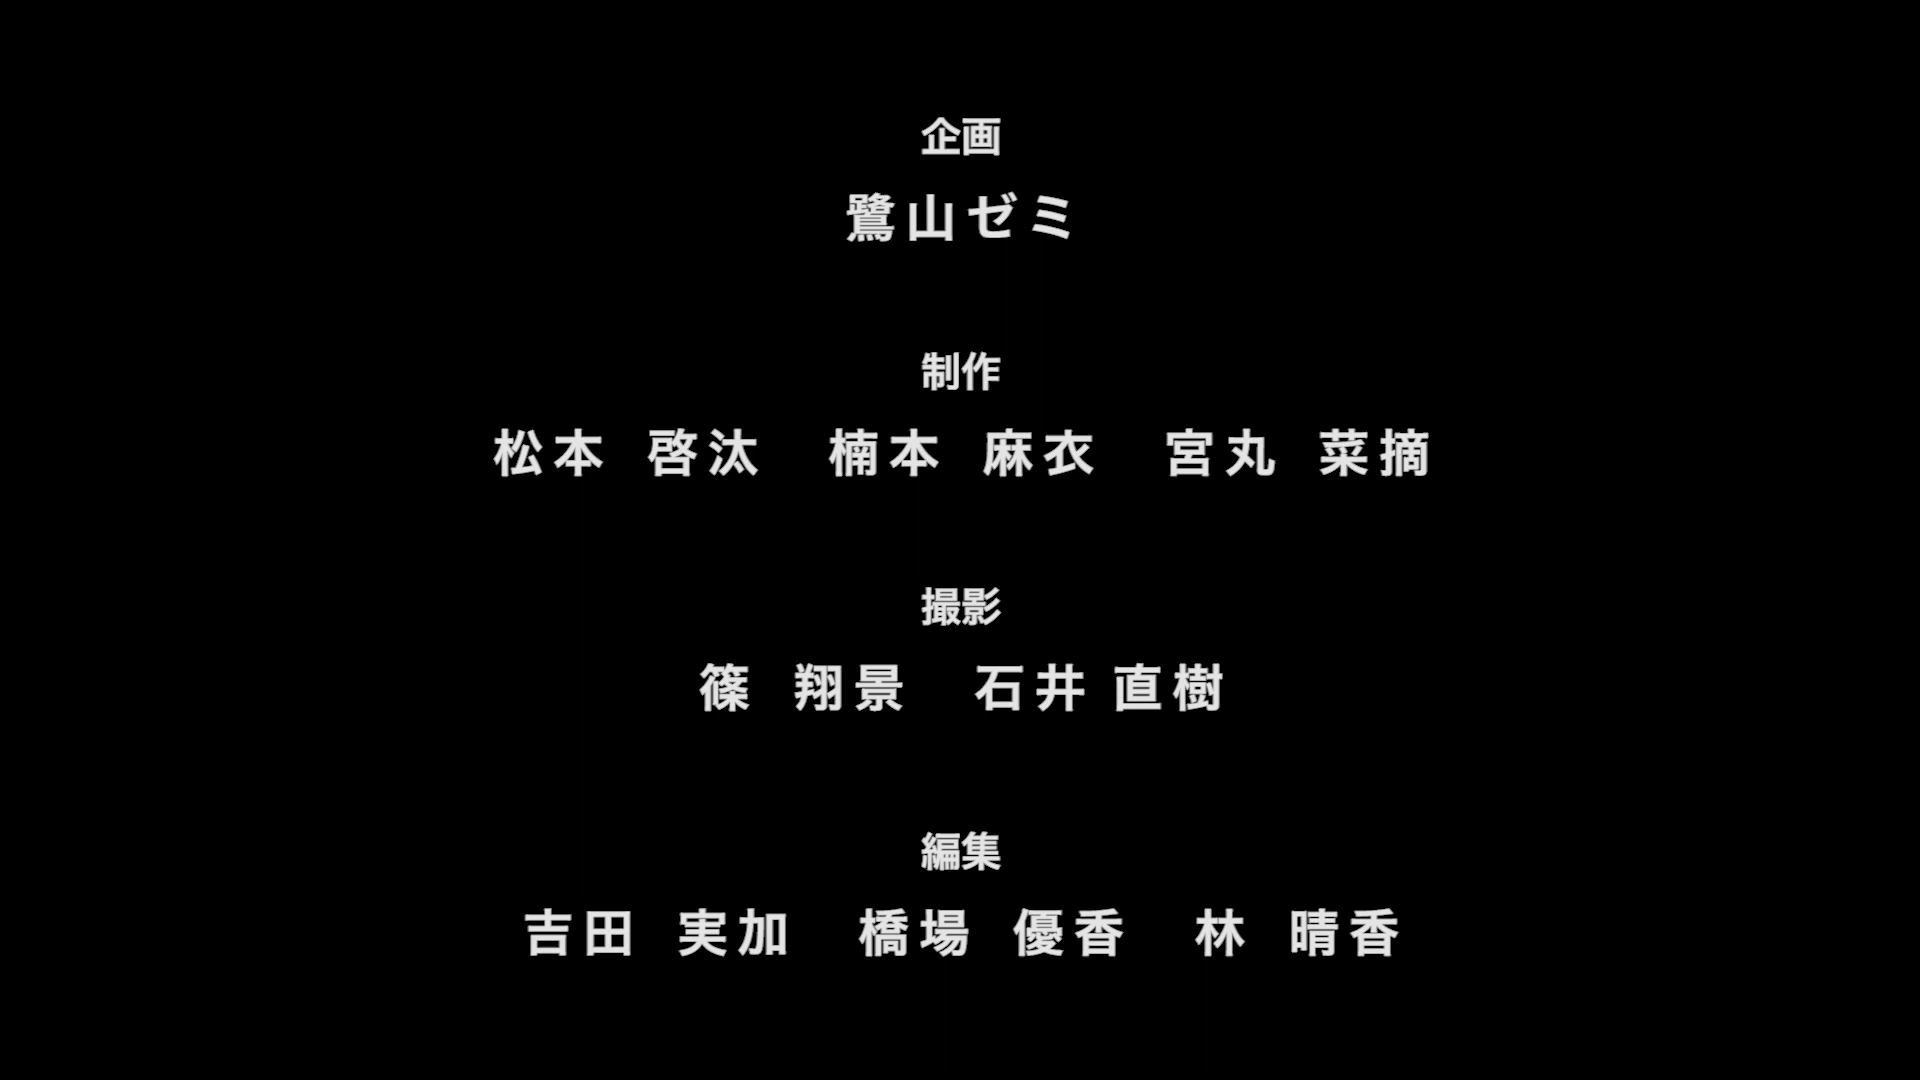 企画
鷺山ゼミ
制作
松本 啓汰 楠本 麻衣 宮丸 菜摘
撮影
篠 翔景 石井 直樹
編集
吉田 実加 橋場 優香 林 晴香